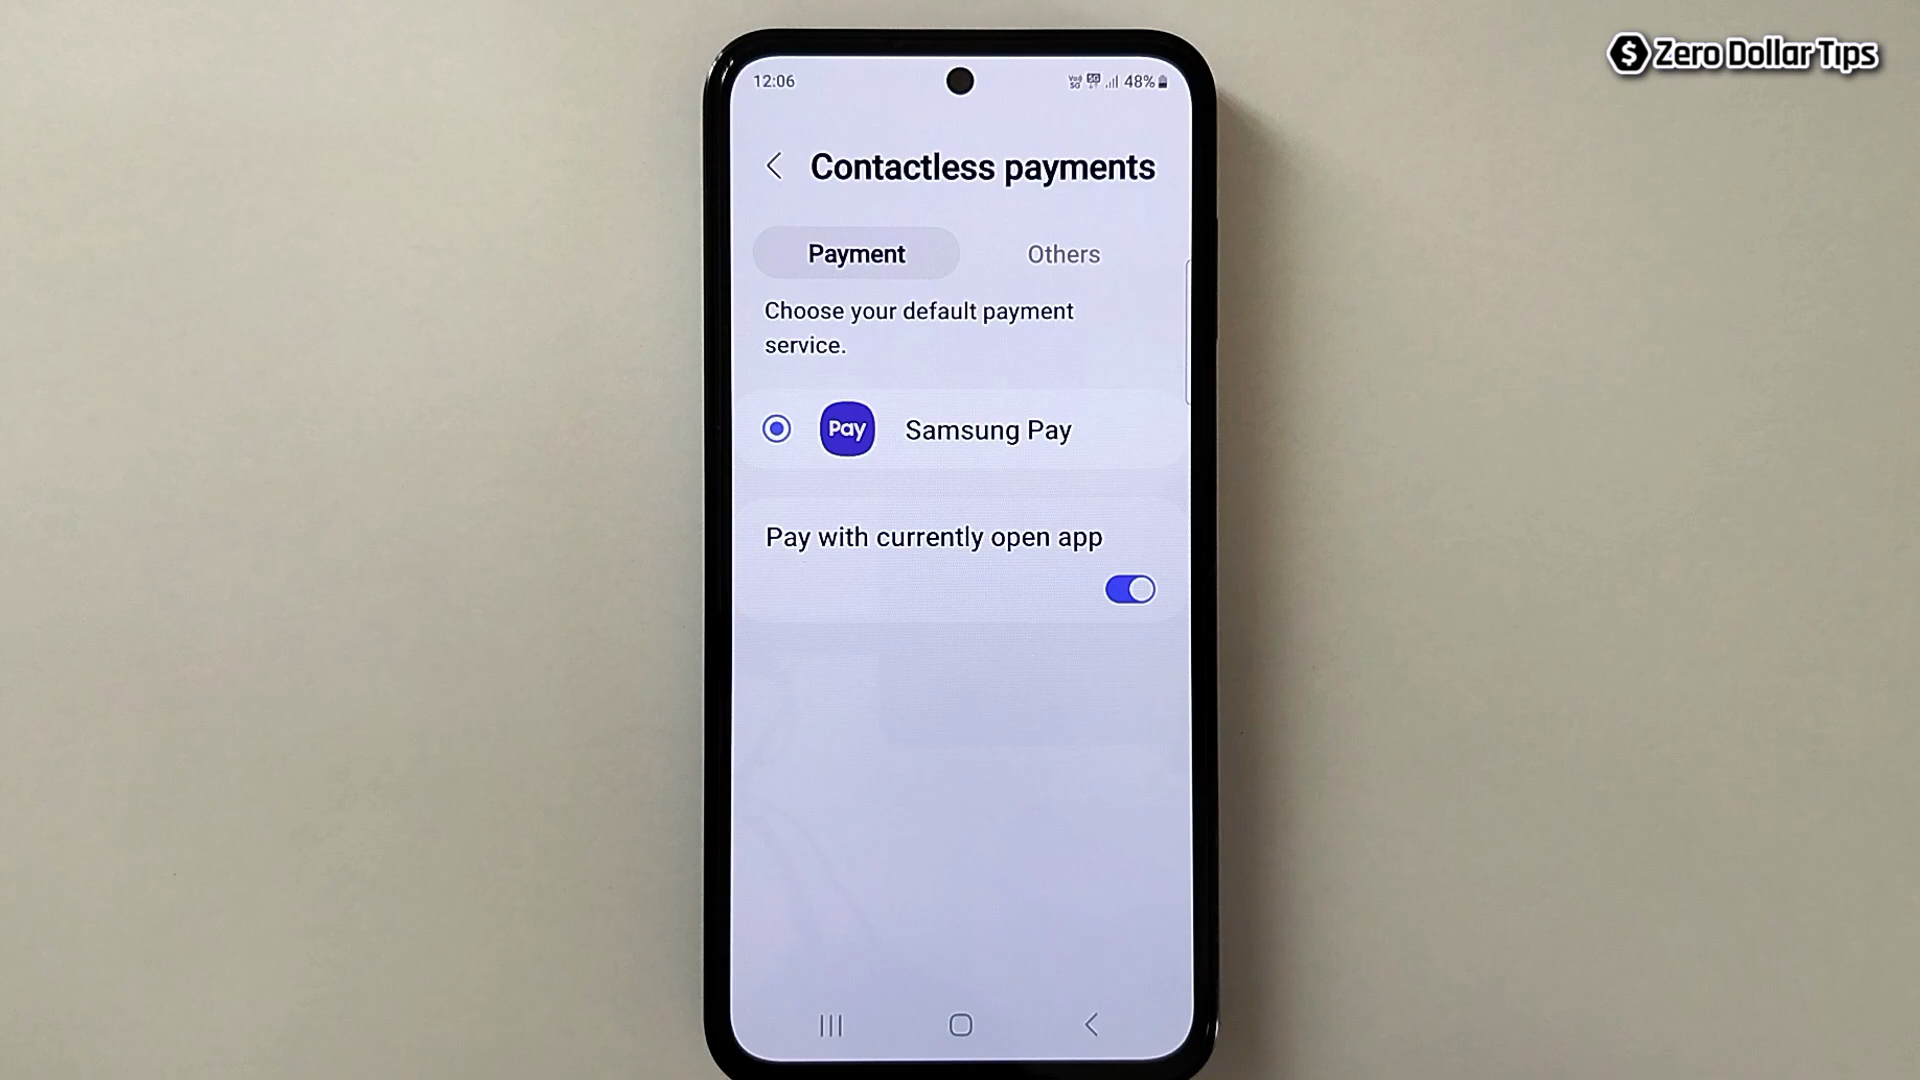 Zero Dollar Tips
12:06
48%
Contactless payments
Payment
Others
Choose your default payment
service.
Pay
Samsung Pay
Pay with currently open app